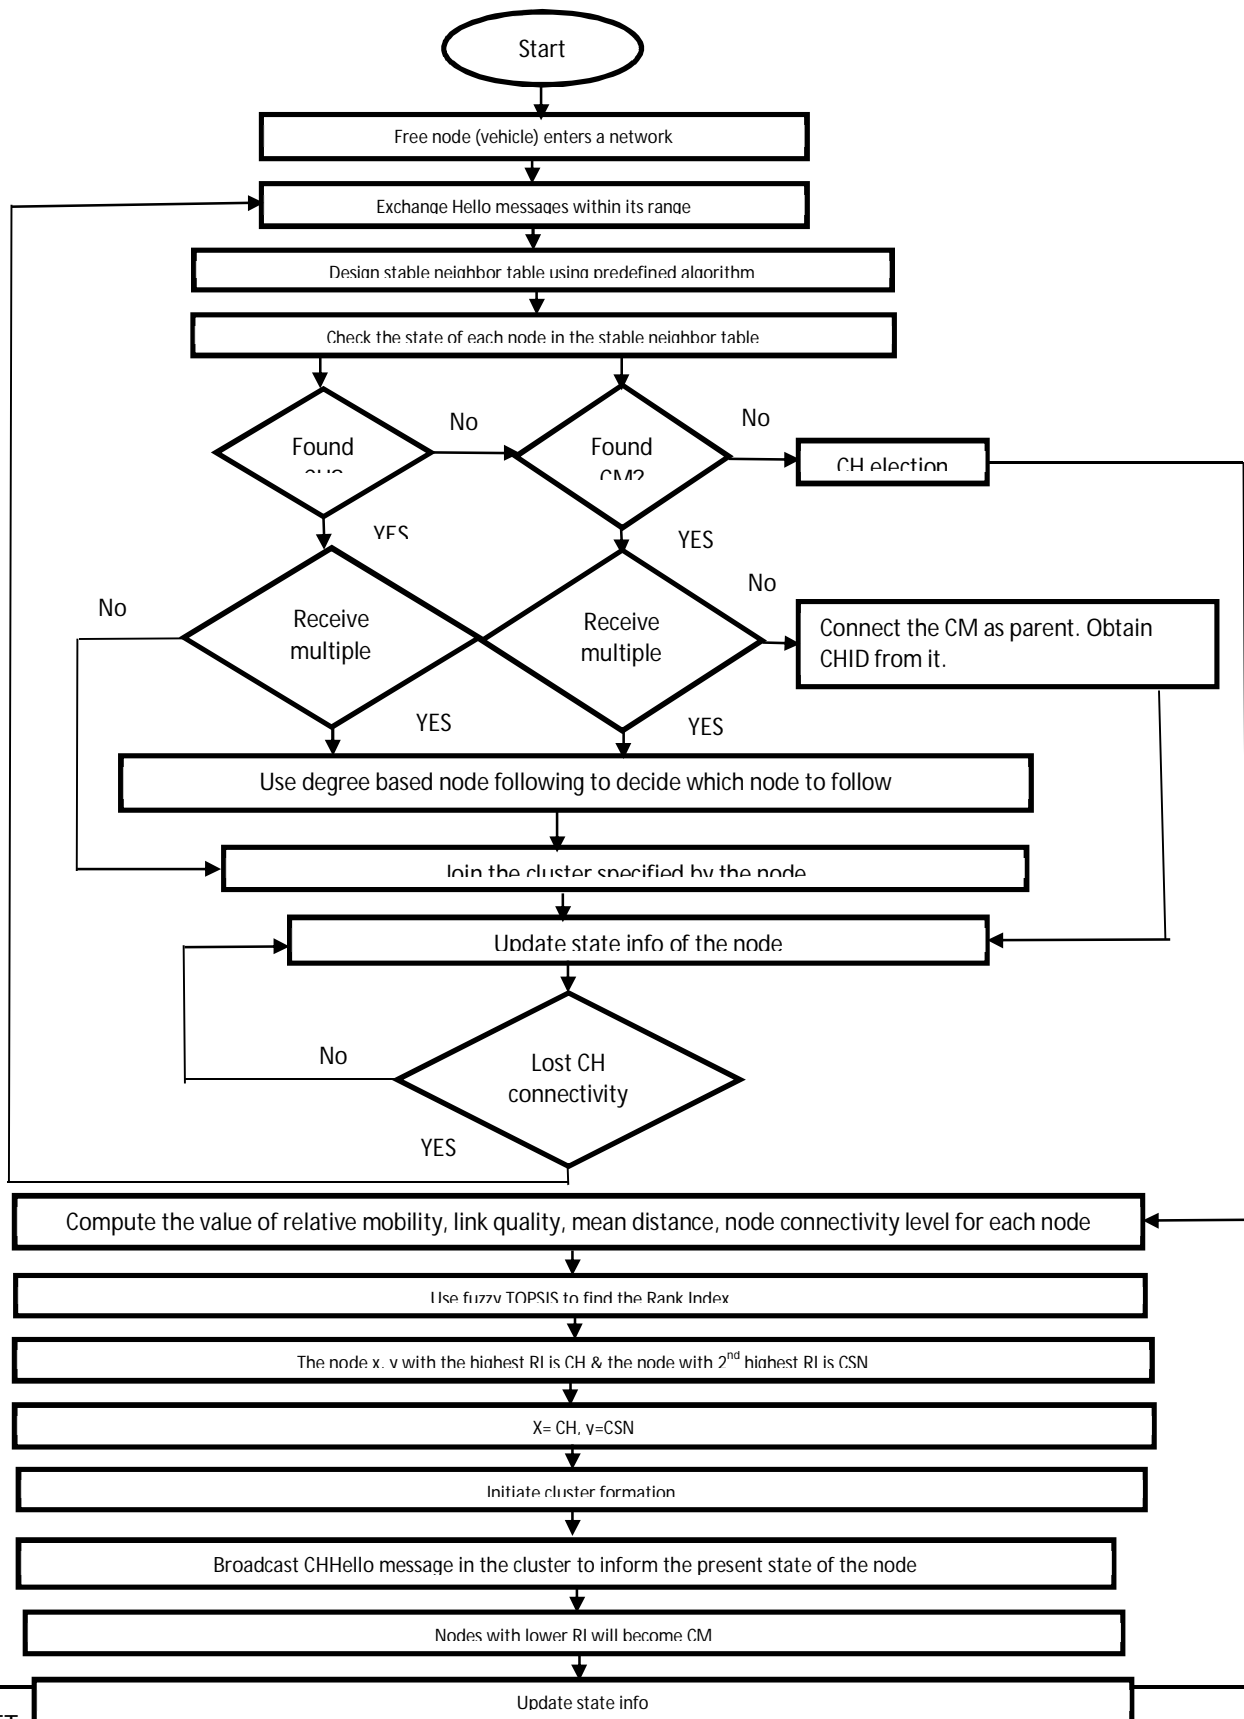 Start
Free node (vehicle) enters a network
Exchange Hello messages within its range
Design stable neighbor table using predefined algorithm
Check the state of each node in the stable neighbor table
No
No
Found
Found
CM?
CH election
YES
YES
No
No
Receive
multiple
Receive
multiple
Connect the CM as parent. Obtain
CHID from it.
YES
YES
Use degree based node following to decide which node to follow
Join the cluster specified by the node
Update state info of the node
No
Lost CH
connectivity
YES
Compute the value of relative mobility, link quality, mean distance, node connectivity level for each node
Use fuzzy TOPSIS to find the Rank Index
The node x, y with the highest RI is CH & the node with 2nd highest RI is CSN
X= CH, y=CSN
Initiate cluster formation
Broadcast CHHello message in the cluster to inform the present state of the node
Nodes with lower RI will become CM
Update state info